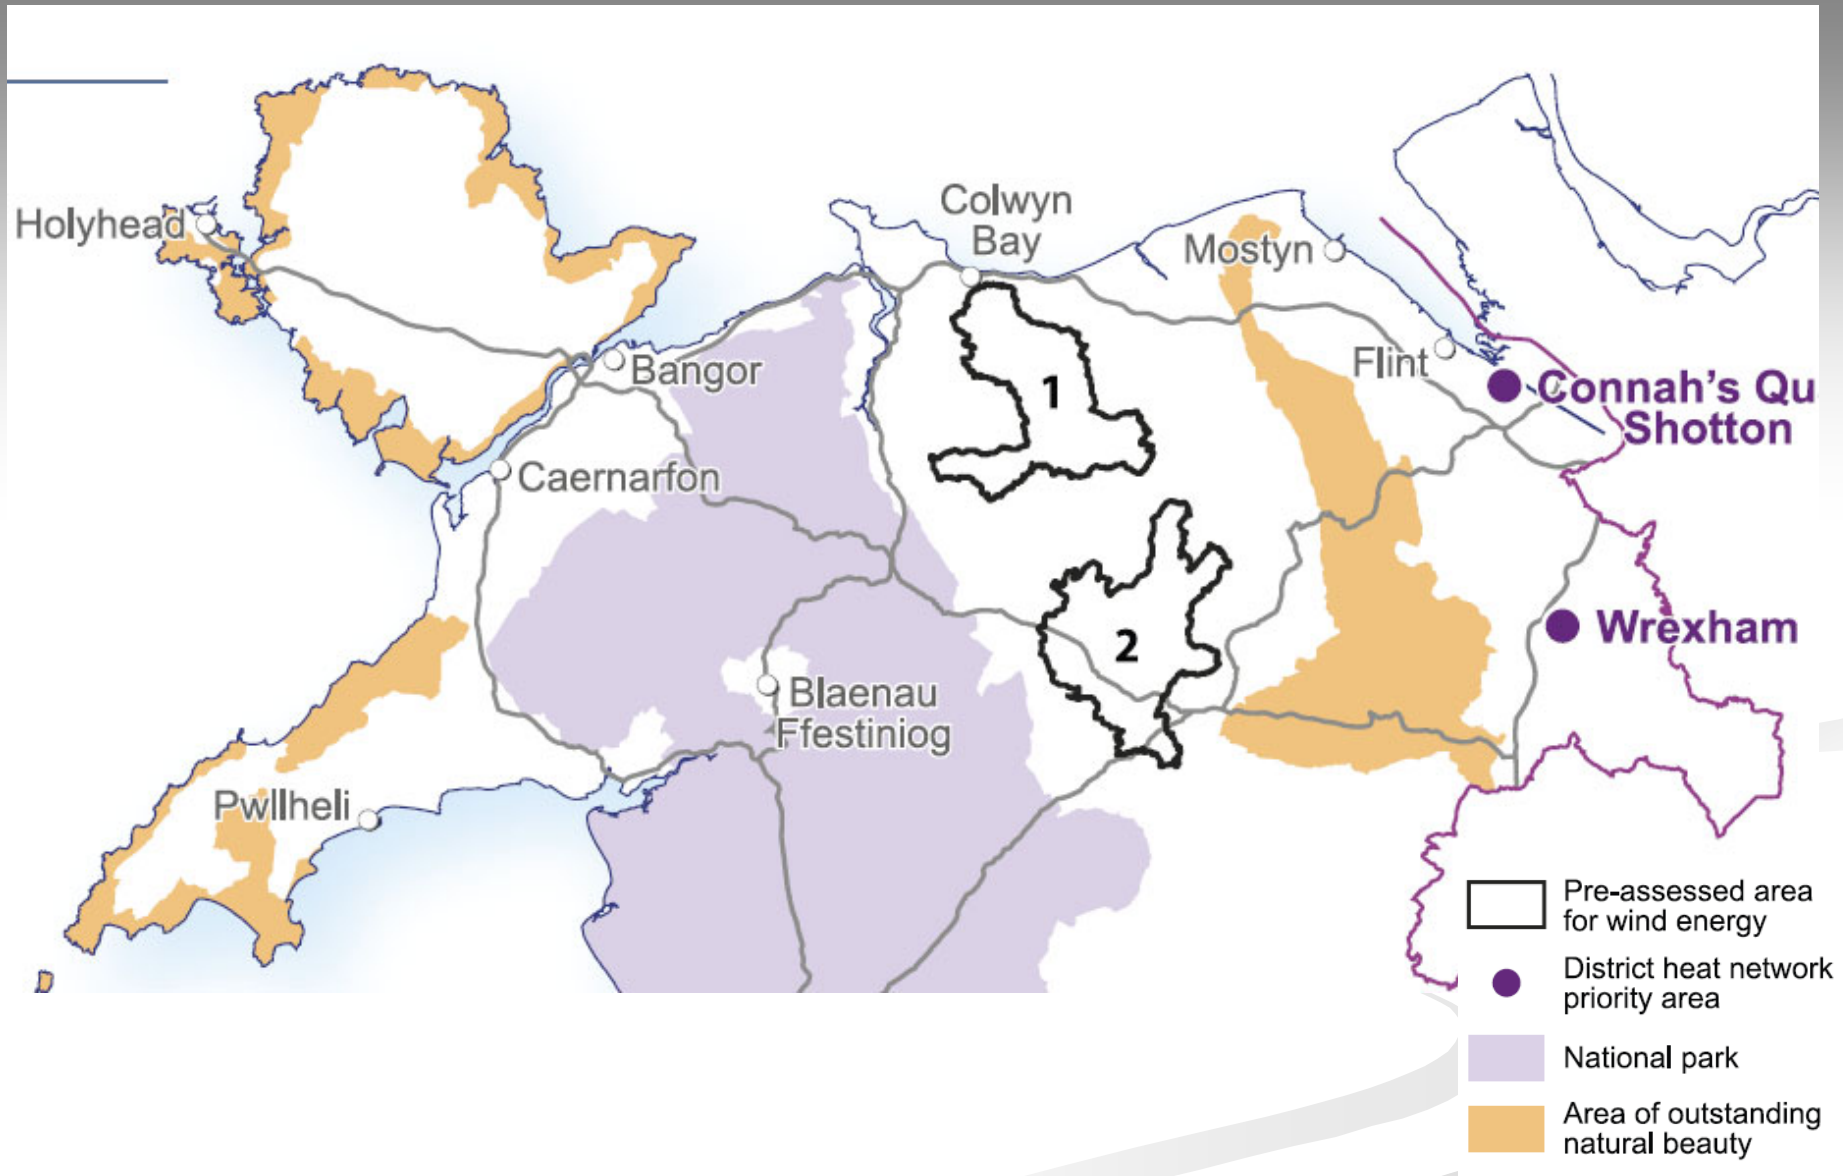 Holyhead
Colwyn
Bay
Mostyn
Bangor
1
Flint
Connah's Qu
Shotton
Caernarfon
2
Wrexham
Blaenau
Ffestiniog
Pwllheli
Pre-assessed area
for wind energy
District heat network
priority area
National park
Area of outstanding
natural beauty